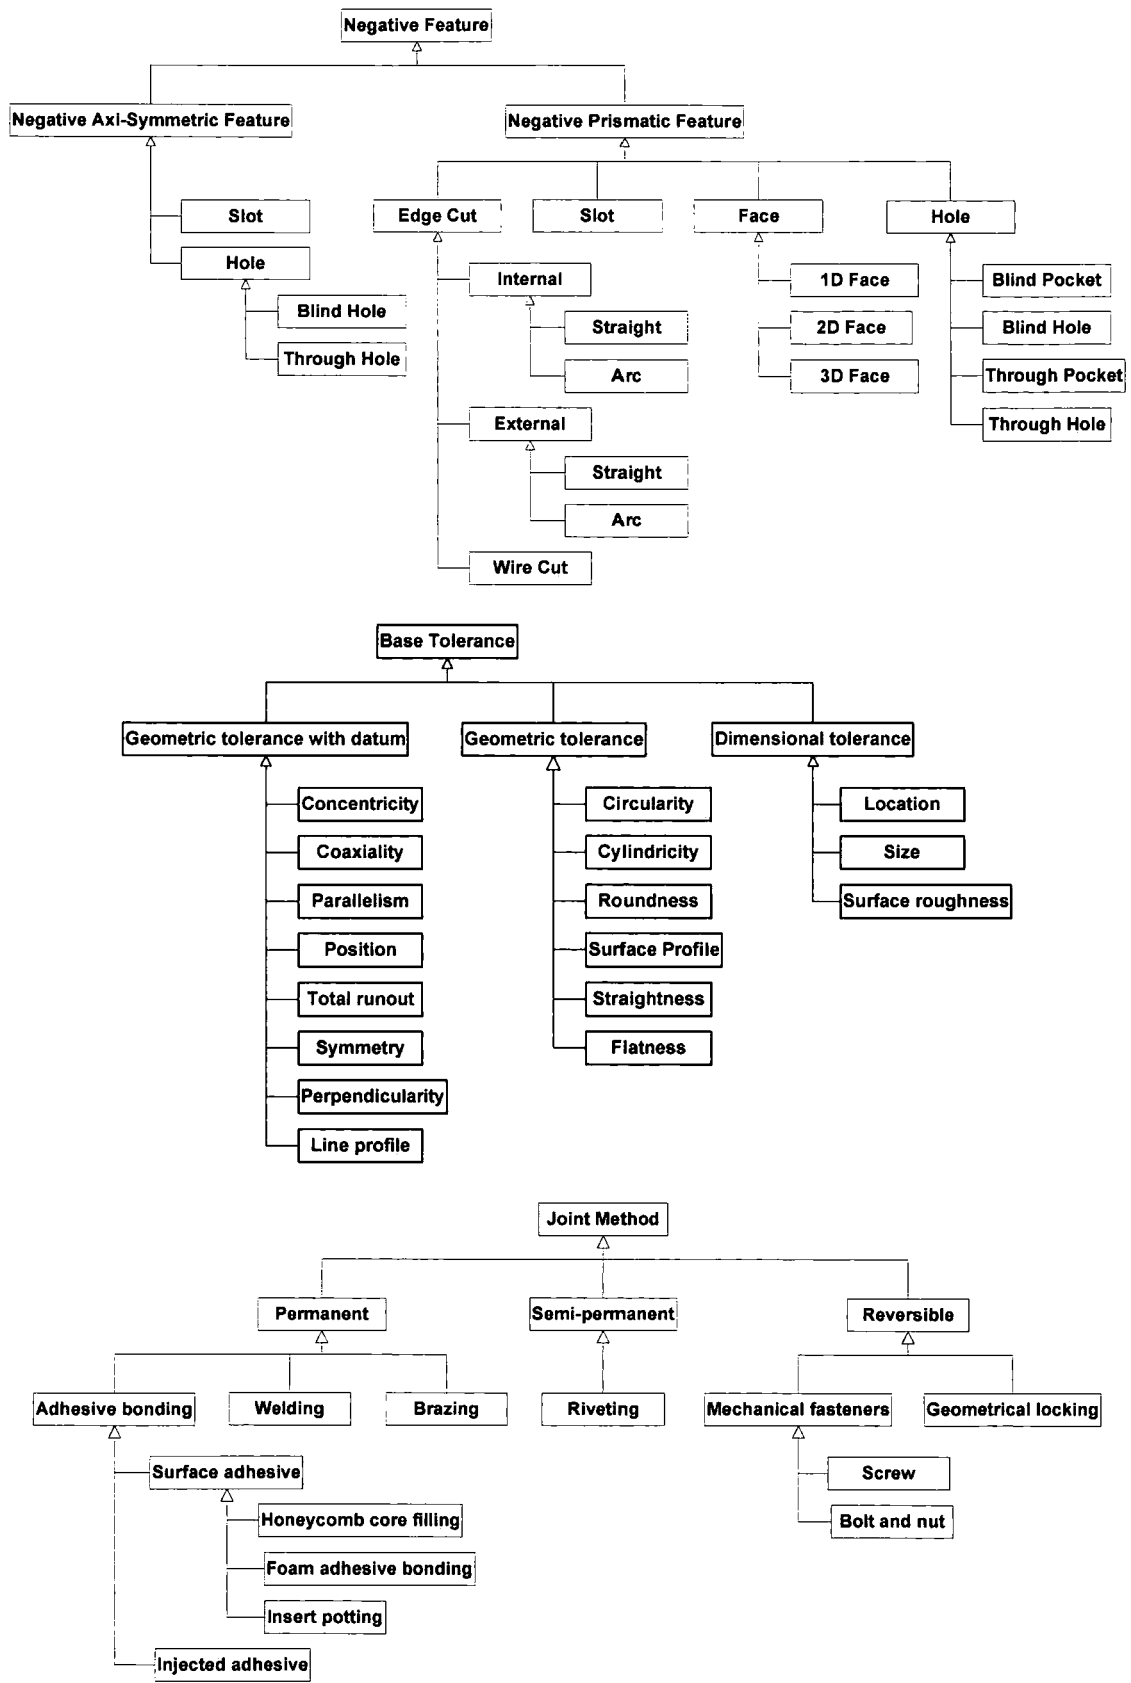 Negative Feature
Negative Axi-Symmetric Feature
Negative Prismatic Feature
Slot
Hole
Blind Hole
Through Hole
Edge Cut
Slot
Face
Hole
Internal
Straight
Arc
External
Straight
Arc
Wire Cut
1D Face
2D Face
3D Face
Blind Pocket
Blind Hole
Through Pocket
Through Hole
Base Tolerance
Geometric tolerance with datum
Geometric tolerance
Dimensional tolerance
Concentricity
Coaxiality
Parallelism
Position
Total runout
Symmetry
Perpendicularity
Line profile
Circularity
Cylindricity
Roundness
Surface Profile
Straightness
Flatness
Location
Size
Surface roughness
Joint Method
Permanent
Semi-permanent
Reversible
Adhesive bonding
Welding
Brazing
Riveting
Mechanical fasteners
Geometrical locking
Surface adhesive
Honeycomb core filling
Foam adhesive bonding
Insert potting
Injected adhesive
Screw
Bolt and nut